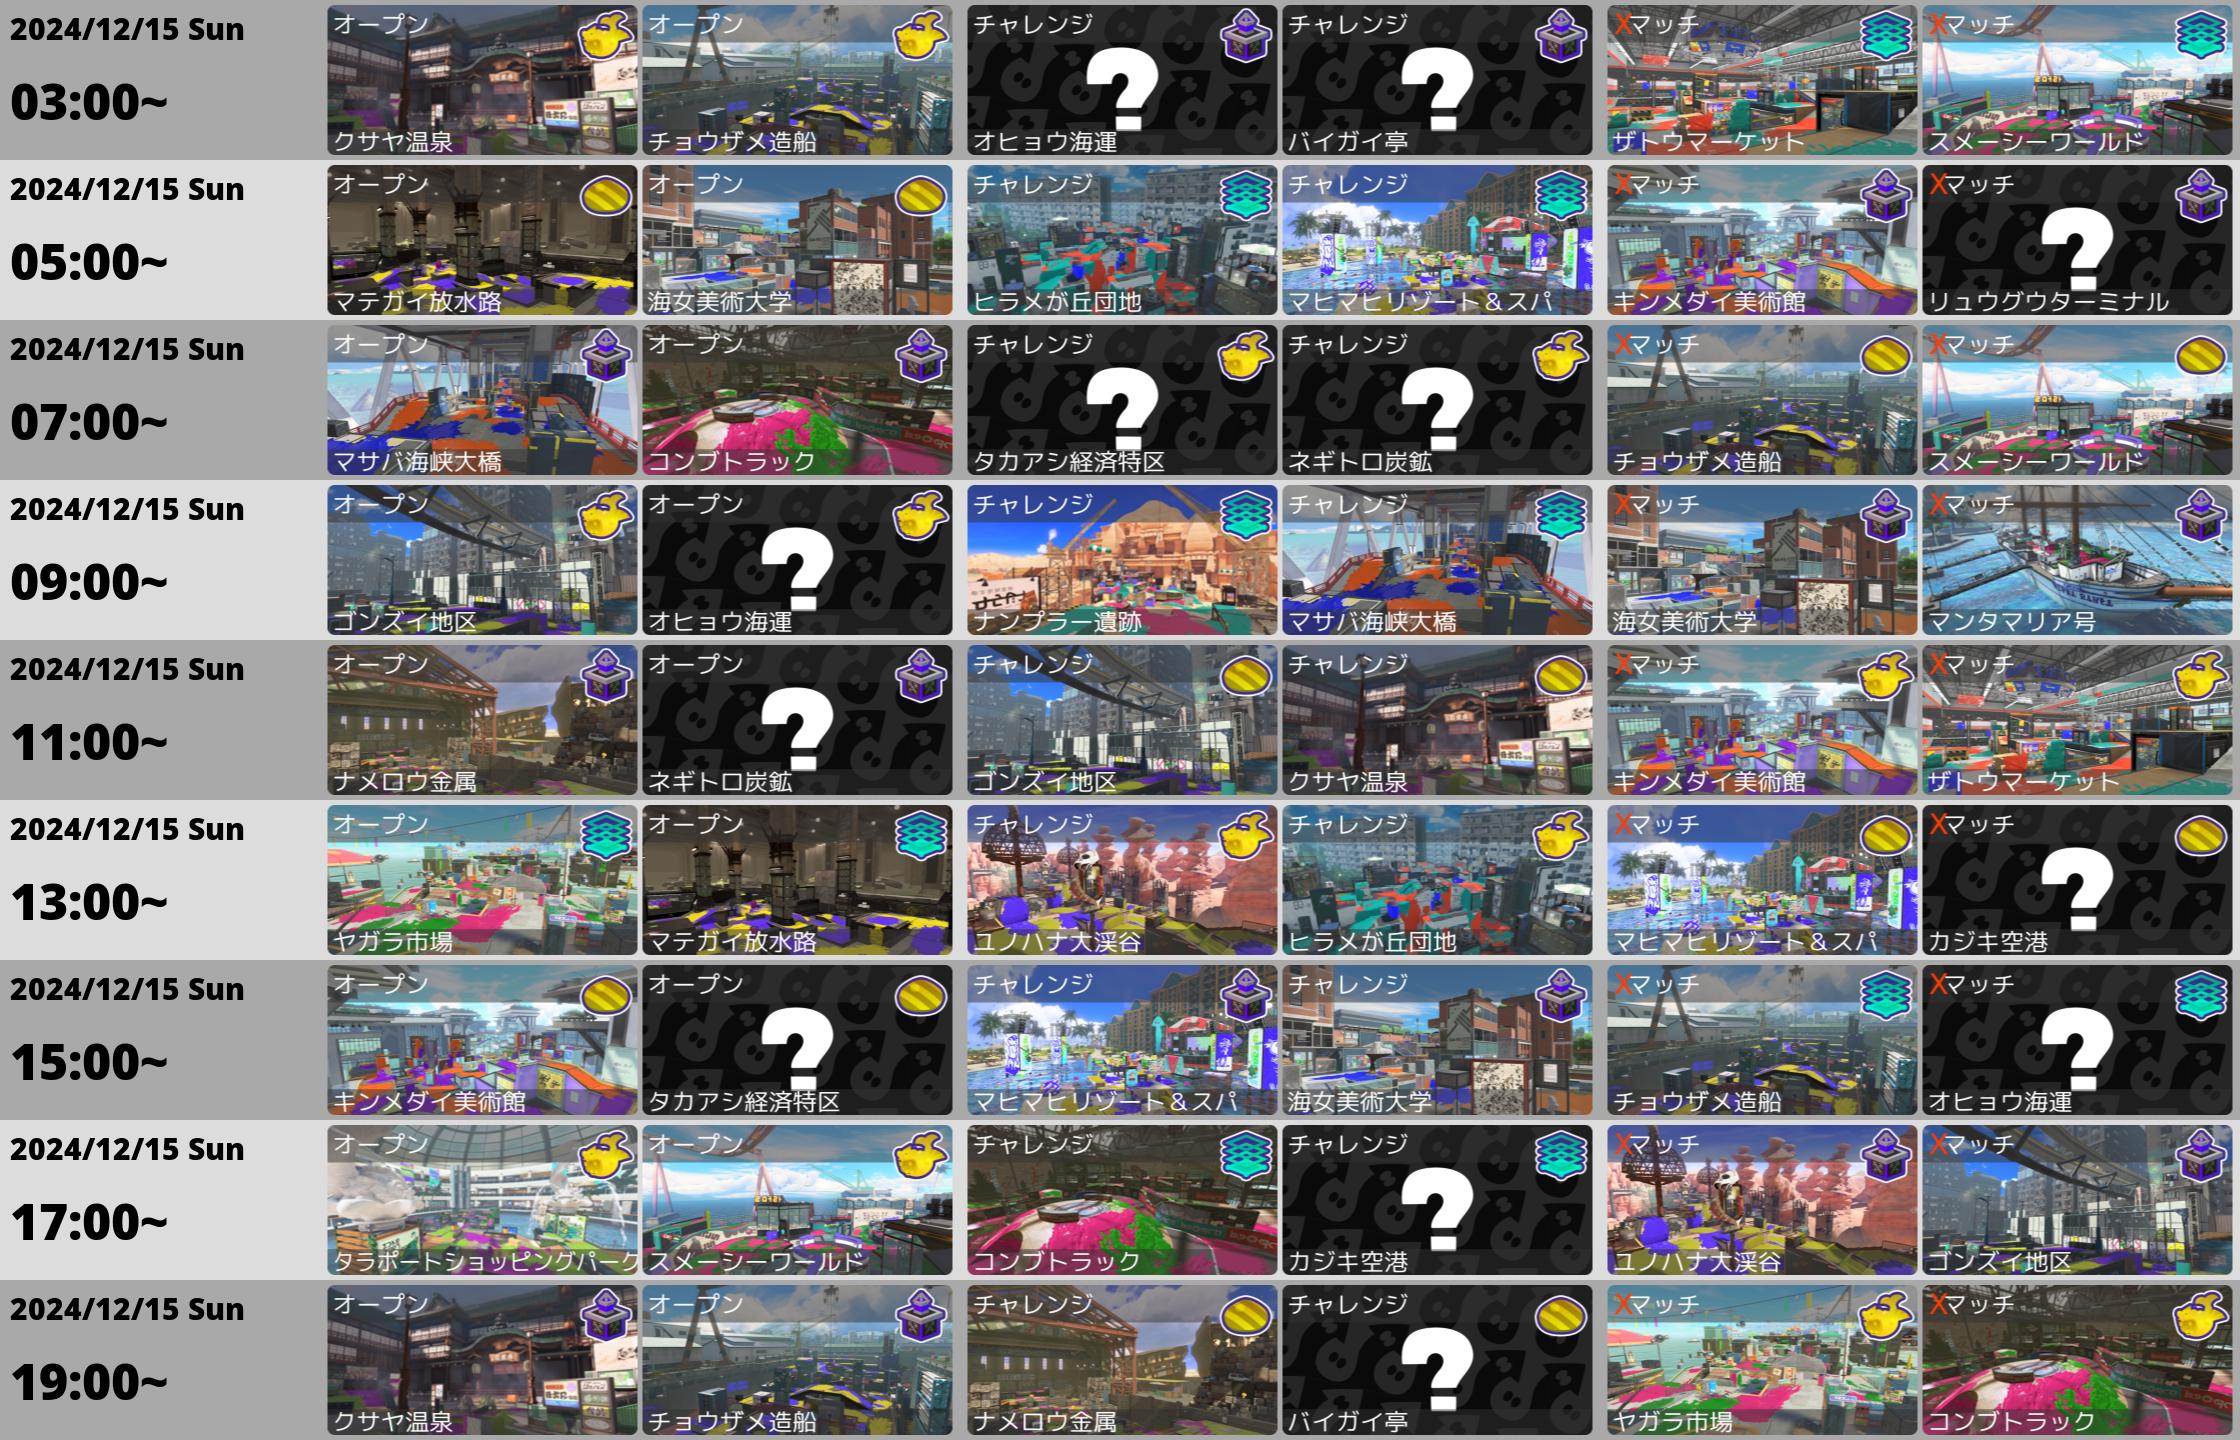 2024/12/15 Sun
03:00~
オープン
クサヤ温泉
オープン
チョウザメ造船
チャレンジ
オヒョウ海運
チャレンジ
バイガイ亭
Xマッチ
ザトウマーケット
Xマッチ
スメーシーワールド
2024/12/15 Sun
05:00~
オープン
マテガイ放水路
オープン
海女美術大学
チャレンジ
ヒラメが丘団地
チャレンジ
マヒマヒリゾート&スパ
Xマッチ
キンメダイ美術館
Xマッチ
リュウグウターミナル
2024/12/15 Sun
07:00~
オープン
マサバ海峡大橋
オープン
コンブトラック
チャレンジ
タカアシ経済特区
チャレンジ
ネギトロ炭鉱
Xマッチ
チョウザメ造船
Xマッチ
スメーシーワールド
2024/12/15 Sun
09:00~
オープン
ゴンズイ地区
オープン
オヒョウ海運
チャレンジ
ナンプラー遺跡
チャレンジ
マサバ海峡大橋
Xマッチ
海女美術大学
Xマッチ
マンタマリア号
2024/12/15 Sun
11:00~
オープン
ナメロウ金属
オープン
ネギトロ炭鉱
チャレンジ
ゴンズイ地区
チャレンジ
クサヤ温泉
Xマッチ
キンメダイ美術館
Xマッチ
ザトウマーケット
2024/12/15 Sun
13:00~
オープン
ヤガラ市場
オープン
マテガイ放水路
チャレンジ
ユノハナ大渓谷
チャレンジ
ヒラメが丘団地
Xマッチ
マヒマヒリゾート&スパ
Xマッチ
カジキ空港
2024/12/15 Sun
15:00~
オープン
キンメダイ美術館
オープン
タカアシ経済特区
チャレンジ
マヒマヒリゾート&スパ
チャレンジ
海女美術大学
Xマッチ
チョウザメ造船
Xマッチ
オヒョウ海運
2024/12/15 Sun
17:00~
オープン
タラポートショッピングパーク
オープン
スメーシーワールド
チャレンジ
コンブトラック
チャレンジ
カジキ空港
Xマッチ
ユノハナ大渓谷
Xマッチ
ゴンズイ地区
2024/12/15 Sun
19:00~
オープン
クサヤ温泉
オープン
チョウザメ造船
チャレンジ
ナメロウ金属
チャレンジ
バイガイ亭
Xマッチ
ヤガラ市場
Xマッチ
コンブトラック